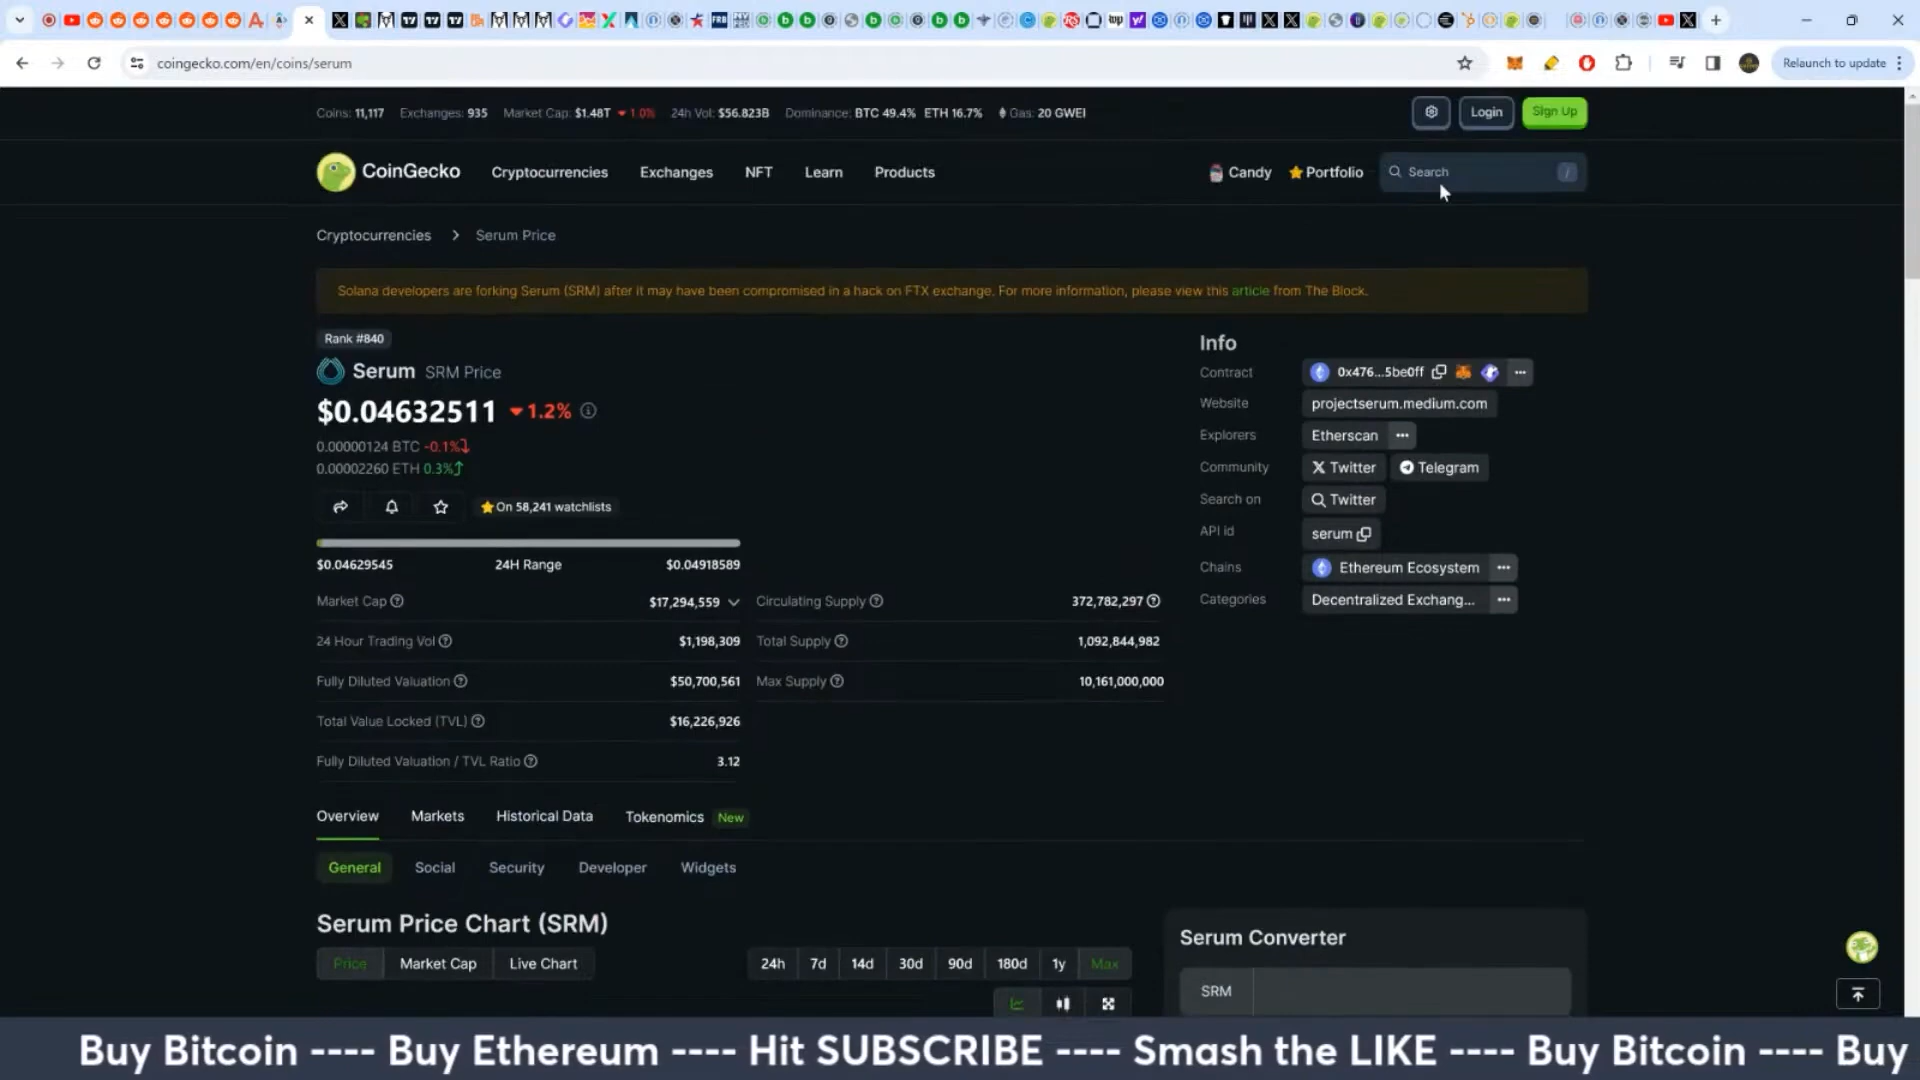 coingecko.com/en/coins/serum
Relaunch to update
Coins: 11,117 Exchanges: 935 Market Cap: $1.48T 1.0% 24h Vol: $56.823B Dominance: BTC 49.4% ETH 16.7% Gas: 20 GWEI
Login
Sign Up
CoinGecko Cryptocurrencies Exchanges NFT Learn Products Candy Portfolio Search /
Cryptocurrencies > Serum Price
Solana developers are forking Serum (SRM) after it may have been compromised in a hack on FTX exchange. For more information, please view this article from The Block.
Rank #840
Serum SRM Price
$0.04632511 1.2%
0.00000124 BTC -0.1%
0.00002260 ETH 0.3%
On 58,241 watchlists
$0.04629545 24H Range $0.04918589
Market Cap $17,294,559
24 Hour Trading Vol $1,198,309
Fully Diluted Valuation $50,700,561
Total Value Locked (TVL) $16,226,926
Fully Diluted Valuation / TVL Ratio 3.12
Circulating Supply 372,782,297
Total Supply 1,092,844,982
Max Supply 10,161,000,000
Info
Contract 0x476...5be0ff
Website projectserum.medium.com
Explorers Etherscan
Community Twitter Telegram
Search on Twitter
API id serum
Chains Ethereum Ecosystem
Categories Decentralized Exchang...
Overview Markets Historical Data Tokenomics New
General Social Security Developer Widgets
Serum Price Chart (SRM)
Price Market Cap Live Chart
24h 7d 14d 30d 90d 180d 1y Max
Serum Converter
SRM
Buy Bitcoin ---- Buy Ethereum ---- Hit SUBSCRIBE ---- Smash the LIKE ---- Buy Bitcoin ---- Buy